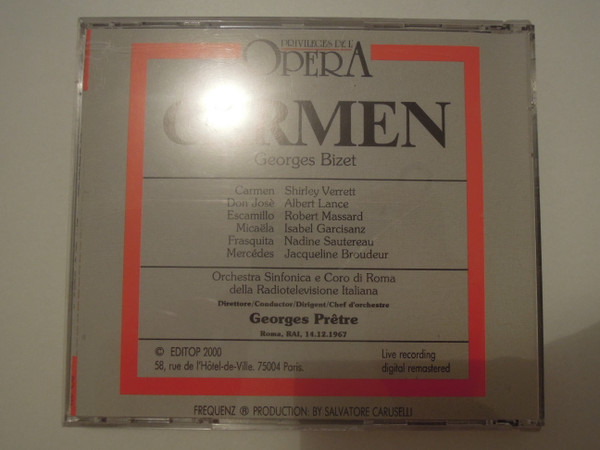 PRIVILEGES DE L'
OPERA
CARMEN
Georges Bizet
Carmen Shirley Verrett
Don Josè Albert Lance
Escamillo Robert Massard
Micaëla Isabel Garcisanz
Frasquita Nadine Sautereau
Mercédes Jacqueline Broudeur
Orchestra Sinfonica e Coro di Roma
della Radiotelevisione Italiana
Direttore/Conductor/Dirigent/Chef d'orchestre
Georges Prêtre
Roma, RAI, 14.12.1967
© EDITOP 2000
58, rue de l'Hôtel-de-Ville. 75004 Paris.
Live recording
digital remastered
FREQUENZ ® PRODUCTION: BY SALVATORE CARUSELLI